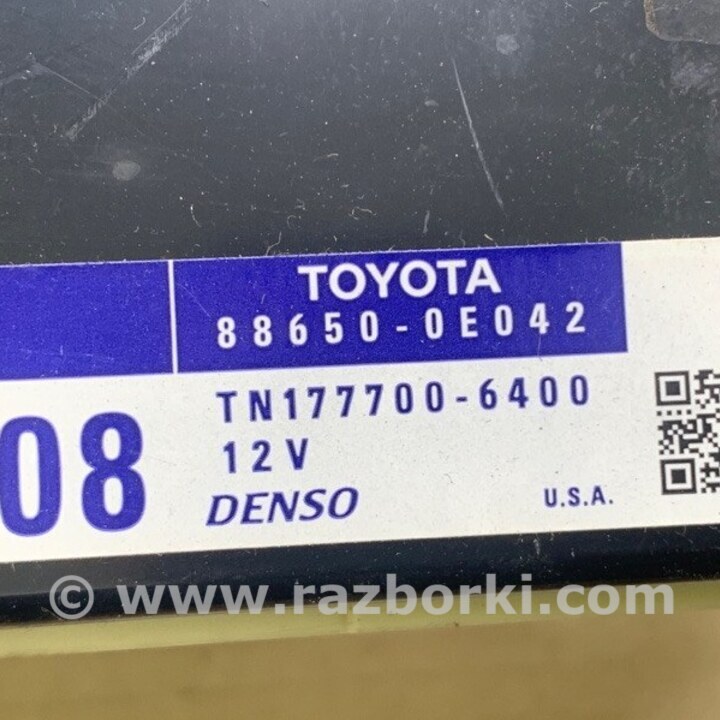 TOYOTA
88650-0E042
TN177700-6400
08
12V
DENSO
U.S.A.
© www.razborki.com